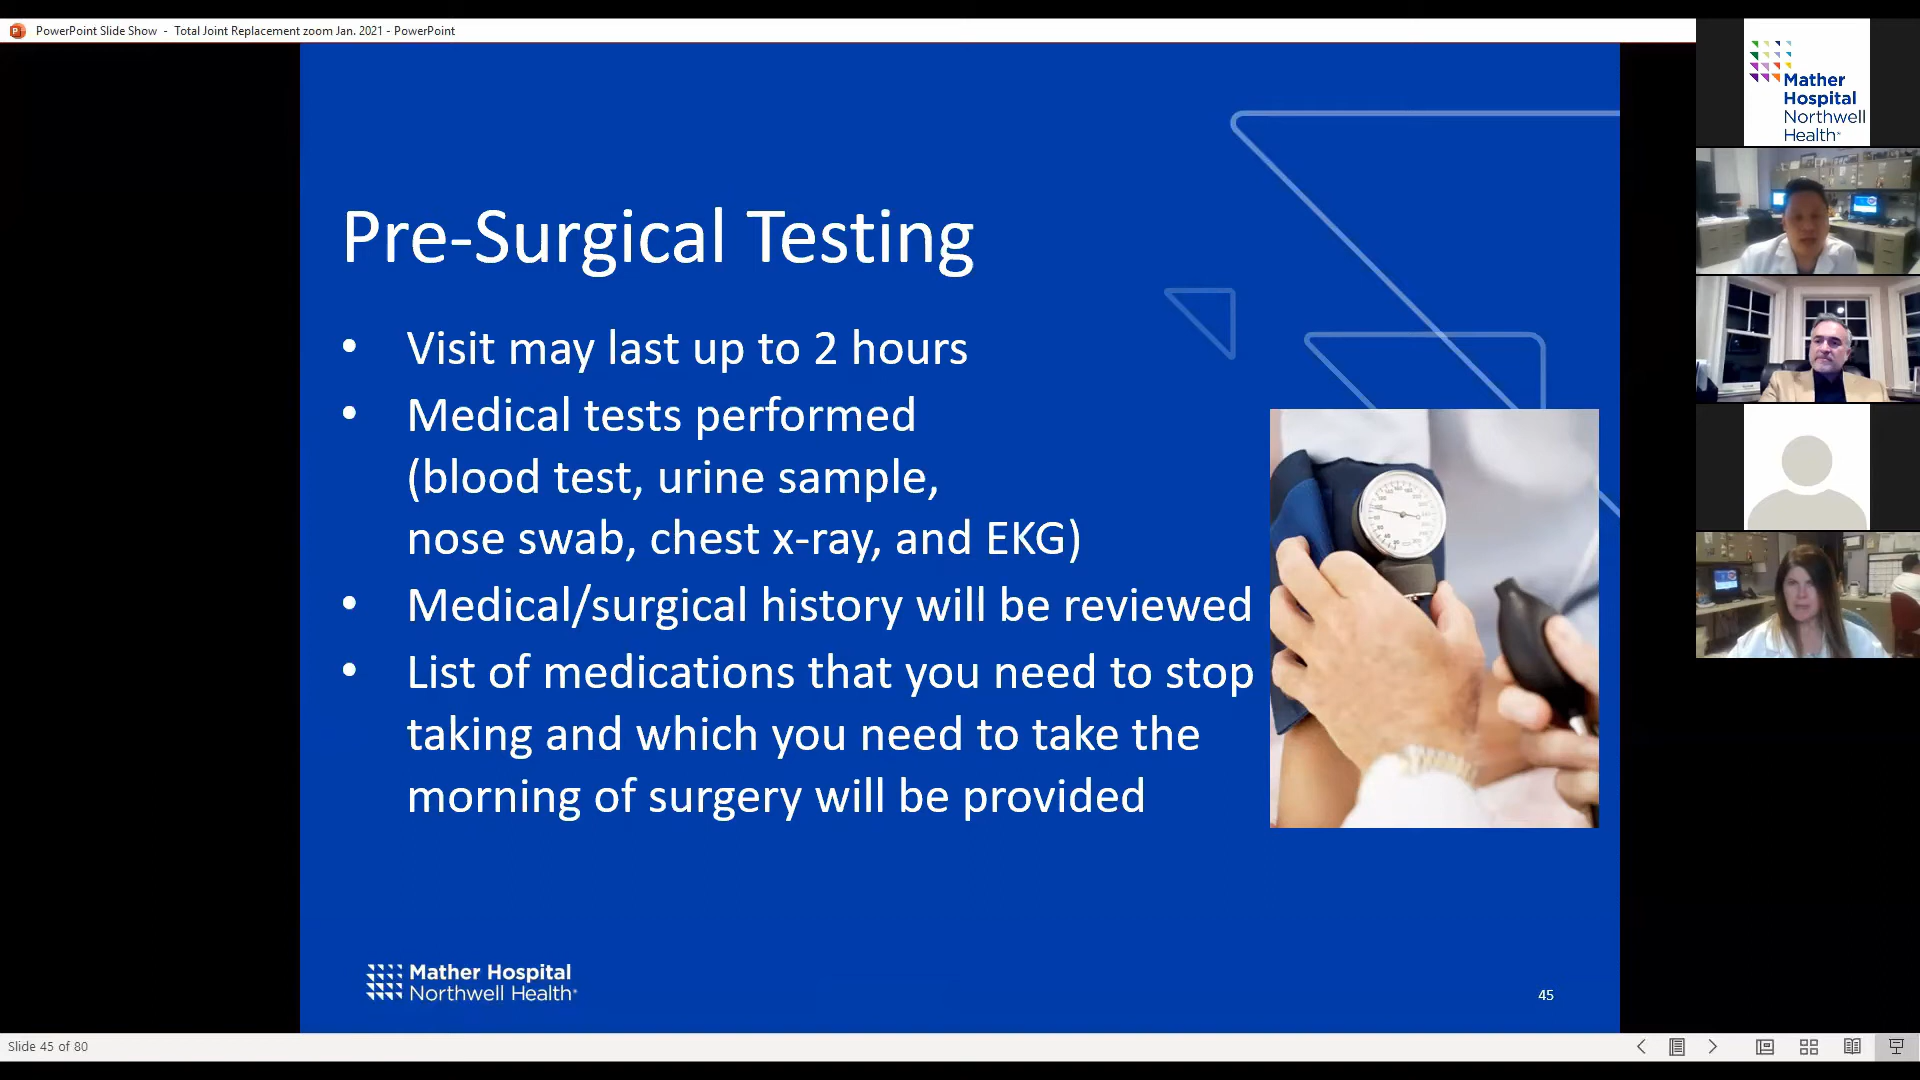 PowerPoint Slide Show - Total Joint Replacement zoom Jan. 2021 - PowerPoint
Mather
Hospital
Northwell
Health
Pre-Surgical Testing
• Visit may last up to 2 hours
• Medical tests performed
(blood test, urine sample,
nose swab, chest x-ray, and EKG)
• Medical/surgical history will be reviewed
• List of medications that you need to stop
taking and which you need to take the
morning of surgery will be provided
Mather Hospital
Northwell Health
45
Slide 45 of 80